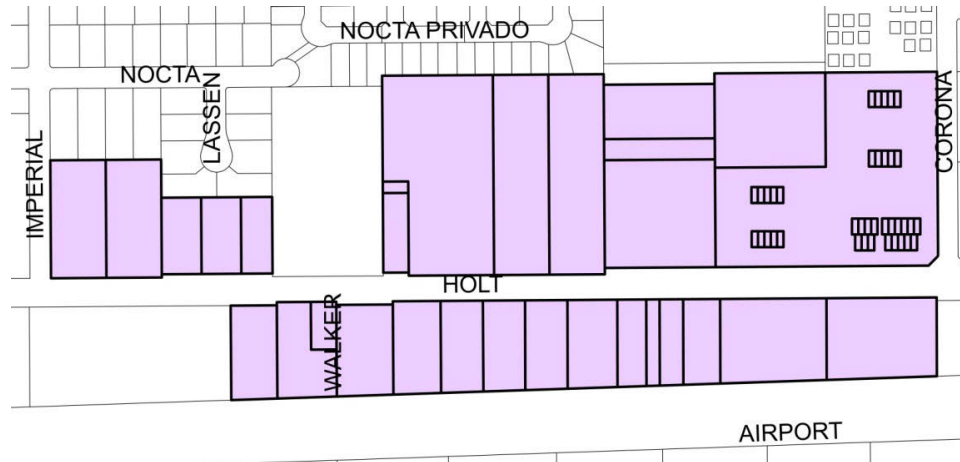 NOCTA PRIVADO
NOCTA
LASSEN
CORONA
IMPERIAL
HOLT
WALKER
AIRPORT